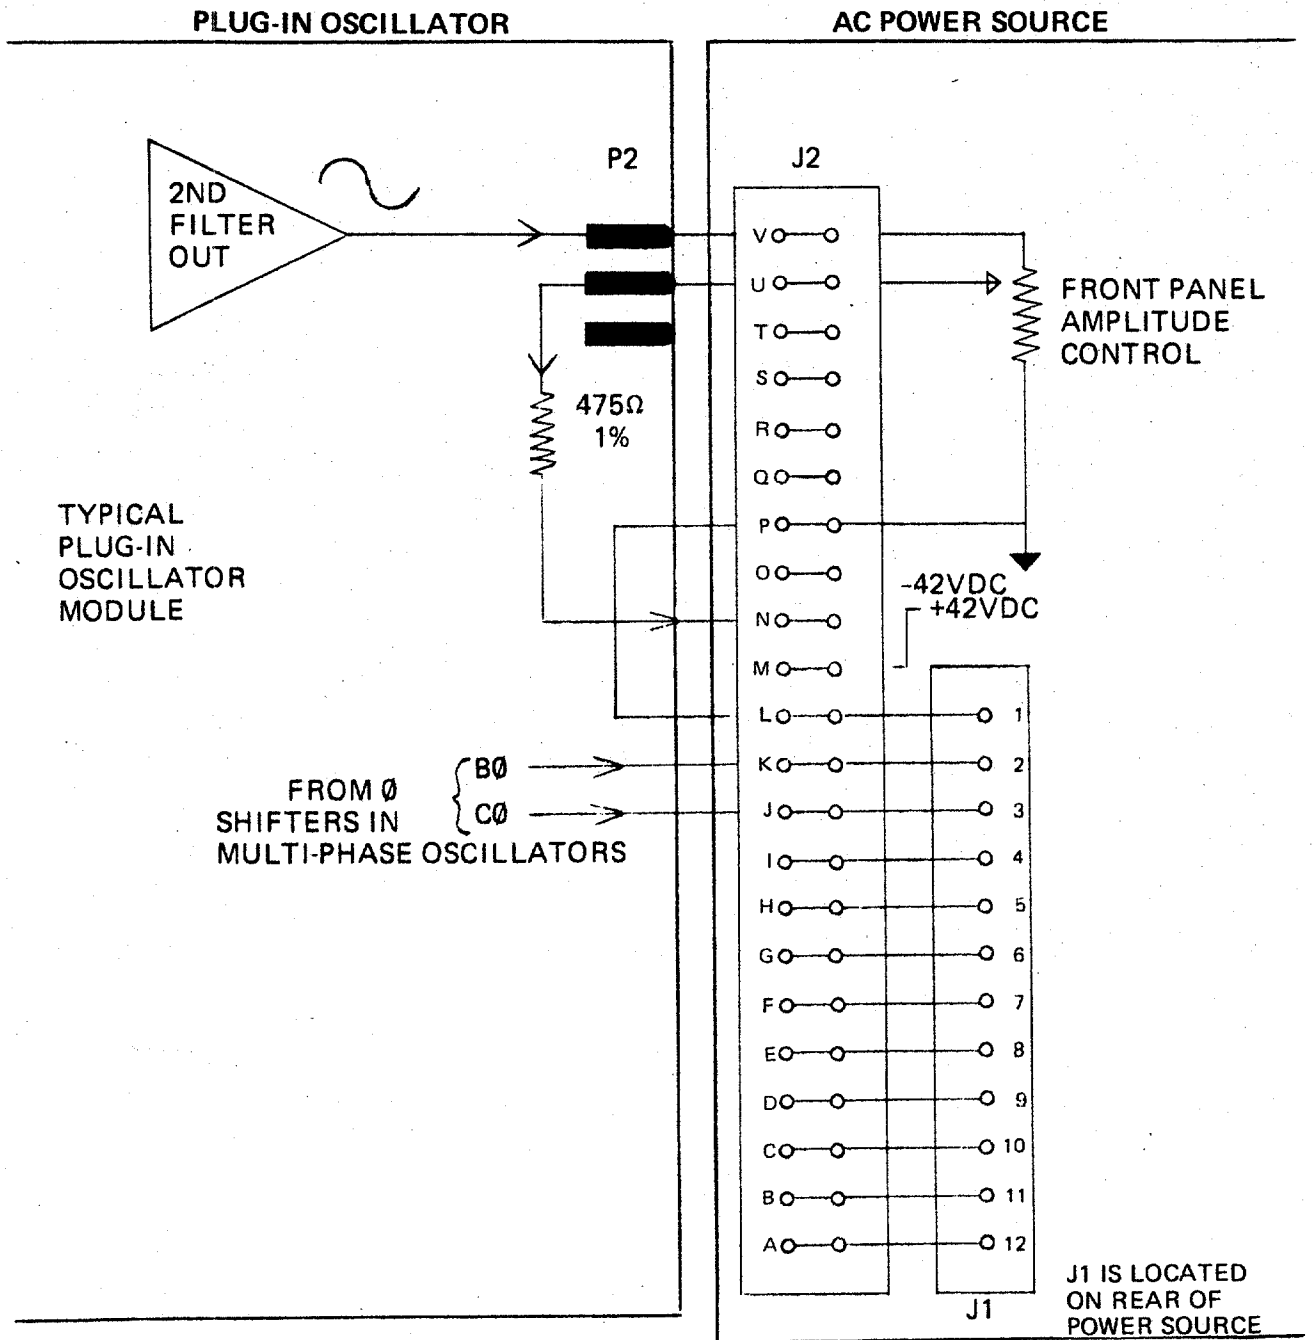 PLUG-IN OSCILLATOR
AC POWER SOURCE
P2
J2
2ND
FILTER
OUT
V
U
T
S
R
Q
P
O
N
M
L
K
J
I
H
G
F
E
D
C
B
A
FRONT PANEL
AMPLITUDE
CONTROL
475Ω
1%
TYPICAL
PLUG-IN
OSCILLATOR
MODULE
-42VDC
+42VDC
1
2
3
4
5
6
7
8
9
10
11
12
BØ
CØ
FROM Ø
SHIFTERS IN
MULTI-PHASE OSCILLATORS
J1
J1 IS LOCATED
ON REAR OF
POWER SOURCE